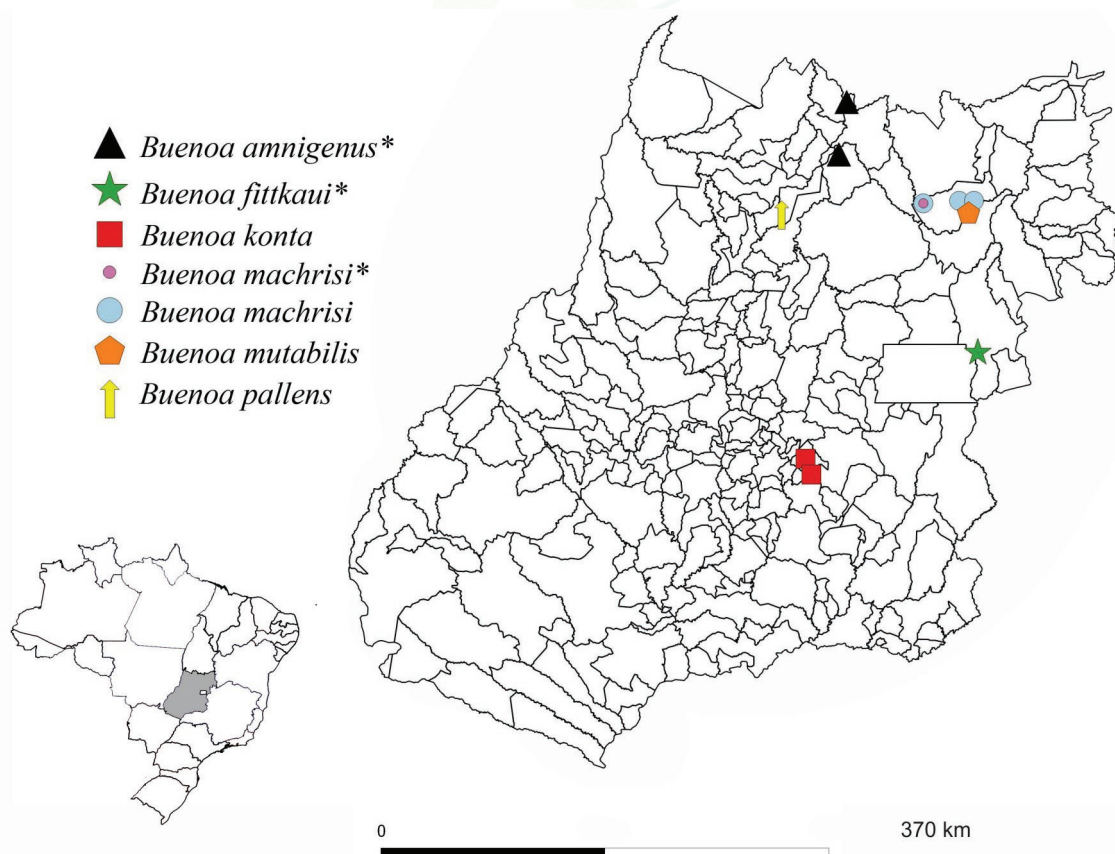 Buenoa amnigenus*
Buenoa fittkaui*
Buenoa konta
Buenoa machrisi*
Buenoa machrisi
Buenoa mutabilis
Buenoa pallens
0 370 km